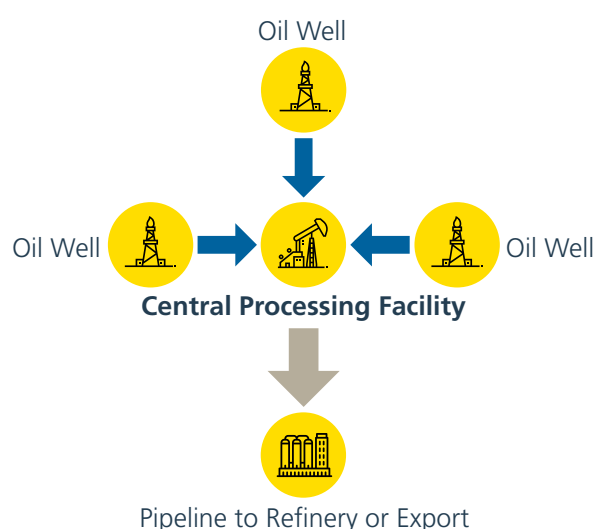 Oil Well
Oil Well
Oil Well
Central Processing Facility
Pipeline to Refinery or Export